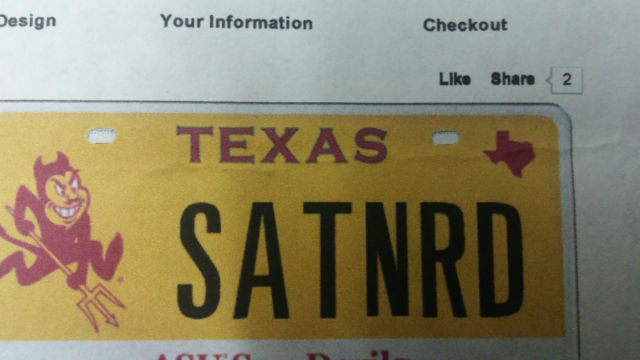 Design Your Information Checkout
Like Share 2
TEXAS
SATNRD